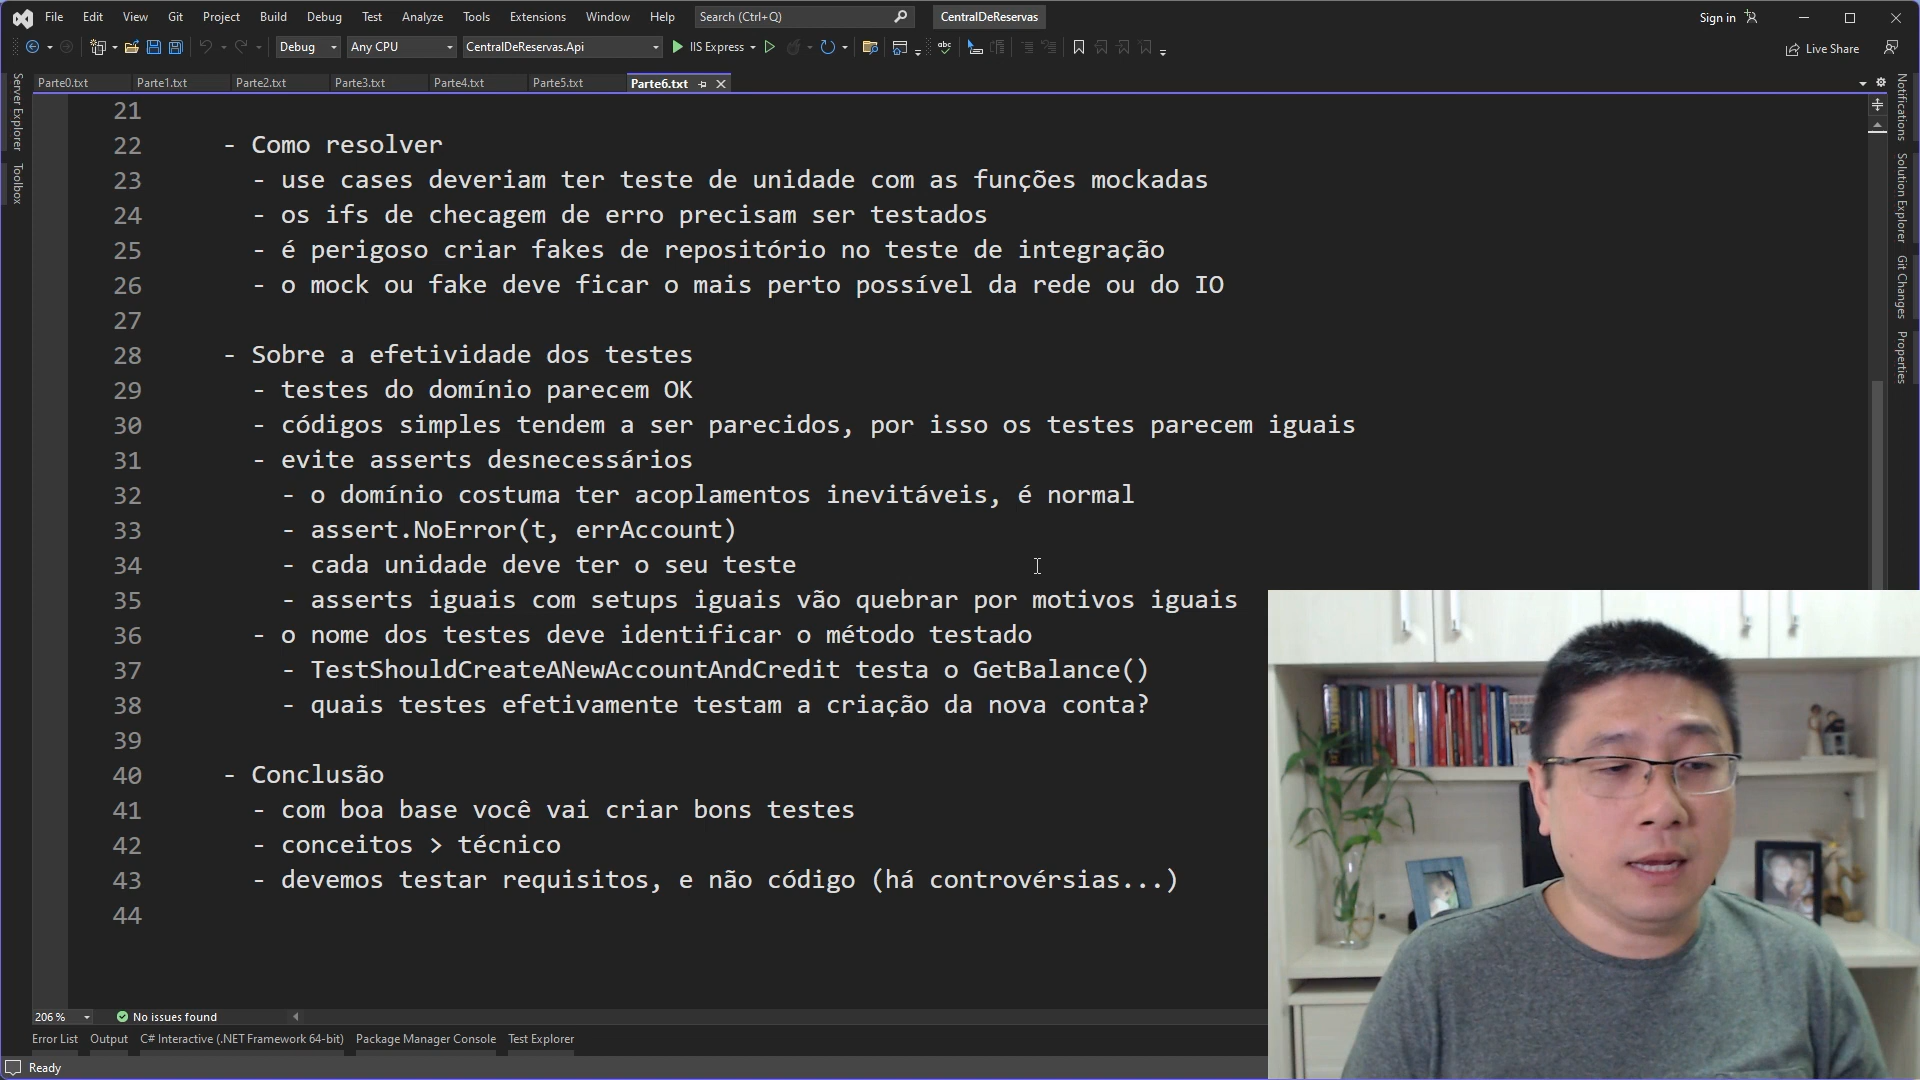 File Edit View Git Project Build Debug Test Analyze Tools Extensions Window Help Search (Ctrl+Q) CentralDeReservas Sign in
Debug Any CPU CentralDeReservas.Api IIS Express Live Share
Parte0.txt Parte1.txt Parte2.txt Parte3.txt Parte4.txt Parte5.txt Parte6.txt
Server Explorer
Toolbox
Notifications
Solution Explorer
Git Changes
Properties
21
22 - Como resolver
23 - use cases deveriam ter teste de unidade com as funções mockadas
24 - os ifs de checagem de erro precisam ser testados
25 - é perigoso criar fakes de repositório no teste de integração
26 - o mock ou fake deve ficar o mais perto possível da rede ou do IO
27
28 - Sobre a efetividade dos testes
29 - testes do domínio parecem OK
30 - códigos simples tendem a ser parecidos, por isso os testes parecem iguais
31 - evite asserts desnecessários
32 - o domínio costuma ter acoplamentos inevitáveis, é normal
33 - assert.NoError(t, errAccount)
34 - cada unidade deve ter o seu teste
35 - asserts iguais com setups iguais vão quebrar por motivos iguais
36 - o nome dos testes deve identificar o método testado
37 - TestShouldCreateANewAccountAndCredit testa o GetBalance()
38 - quais testes efetivamente testam a criação da nova conta?
39
40 - Conclusão
41 - com boa base você vai criar bons testes
42 - conceitos > técnico
43 - devemos testar requisitos, e não código (há controvérsias...)
44
206 % No issues found
Error List Output C# Interactive (.NET Framework 64-bit) Package Manager Console Test Explorer
Ready